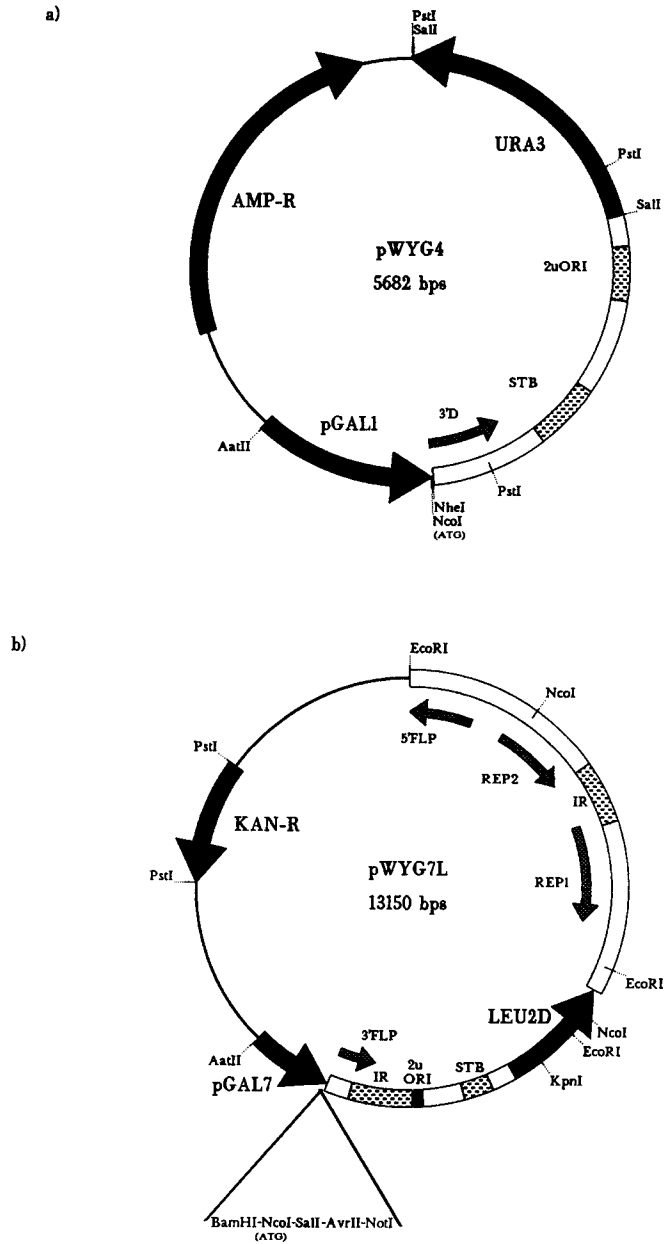 a)
PstI
SalI
URA3
PstI
SalI
AMP-R
pWYG4
5682 bps
2uORI
STB
3'D
pGAL1
AatII
PstI
NheI
NcoI
(ATG)
b)
EcoRI
NcoI
5'FLP
PstI
REP2
IR
KAN-R
pWYG7L
13150 bps
PstI
REP1
EcoRI
LEU2D
NcoI
EcoRI
KpnI
3'FLP
AatII
pGAL7
IR
2u
ORI
STB
BamHI-NcoI-SalI-AvrII-NotI
(ATG)